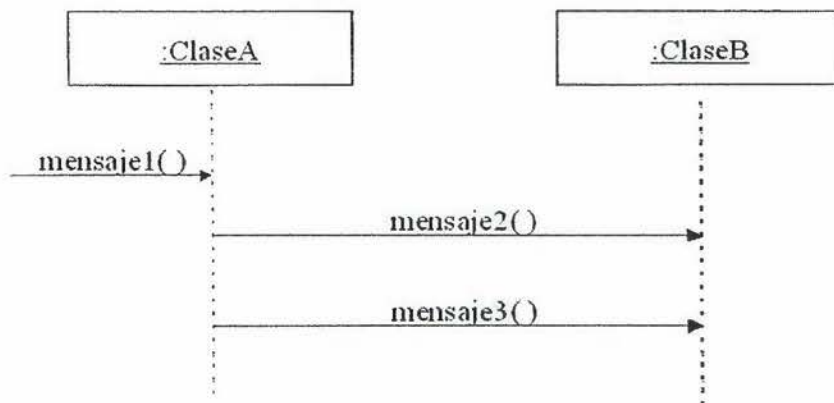 :ClaseA
:ClaseB
mensaje1( )
mensaje2( )
mensaje3( )